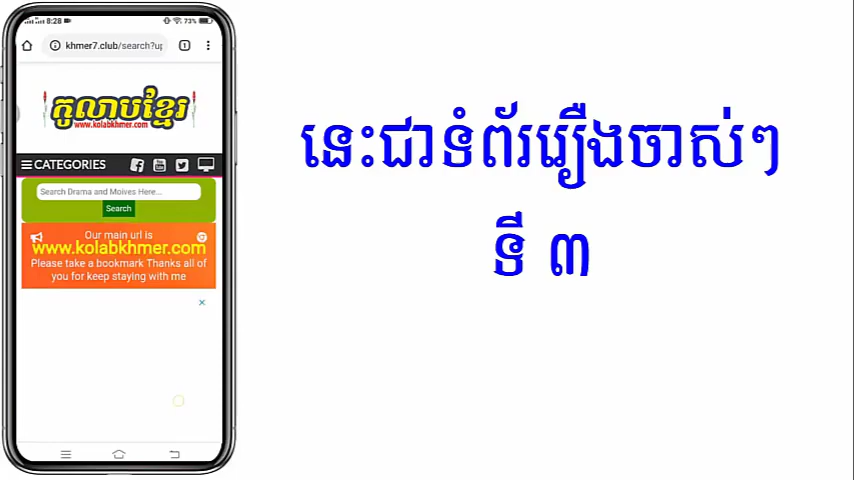 8:28
73%
khmer7.club/search?up
1
កូលាបខ្មែរ
www.kolabkhmer.com
CATEGORIES
Search Drama and Moives Here...
Search
Our main url is
www.kolabkhmer.com
Please take a bookmark Thanks all of
you for keep staying with me
នេះជាទំព័ររឿងចាស់ៗ
ទី ៣